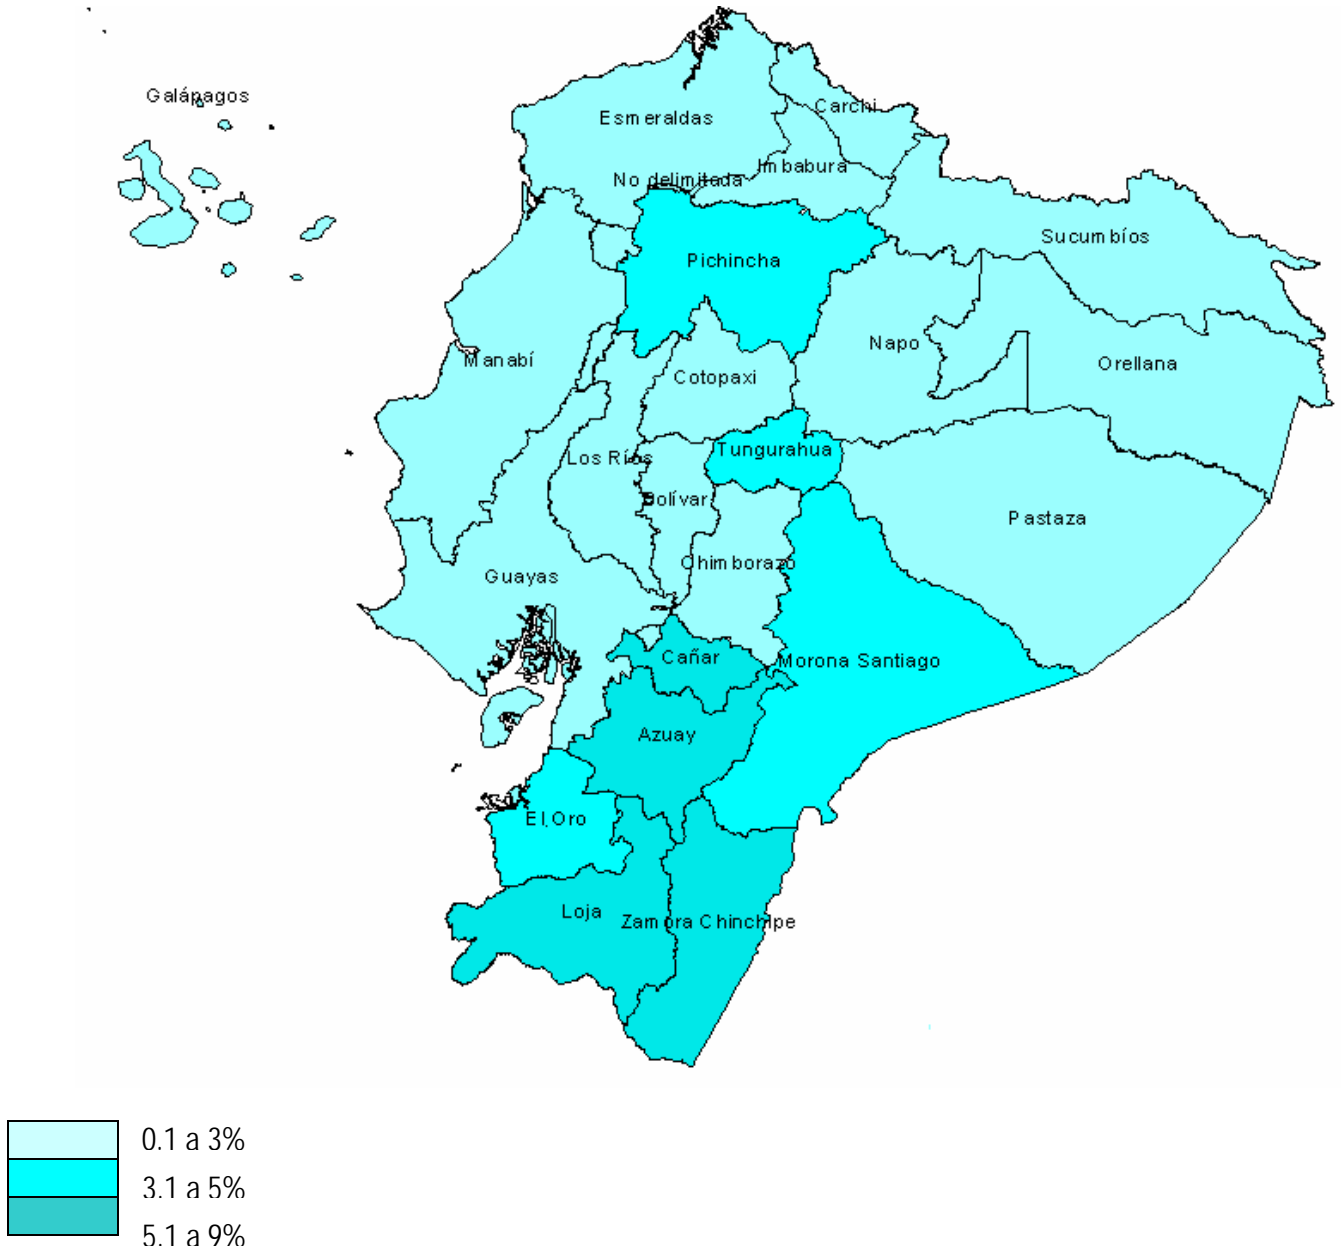 Galápagos
Carchi
Esmeraldas
Imbabura
No delimitada
Sucumbíos
Pichincha
Napo
Manabí
Orellana
Cotopaxi
Tungurahua
Los Ríos
Bolívar
Pastaza
Chimborazo
Guayas
Cañar
Morona Santiago
Azuay
El Oro
Loja
Zamora Chinchipe
0.1 a 3%
3.1 a 5%
5.1 a 9%